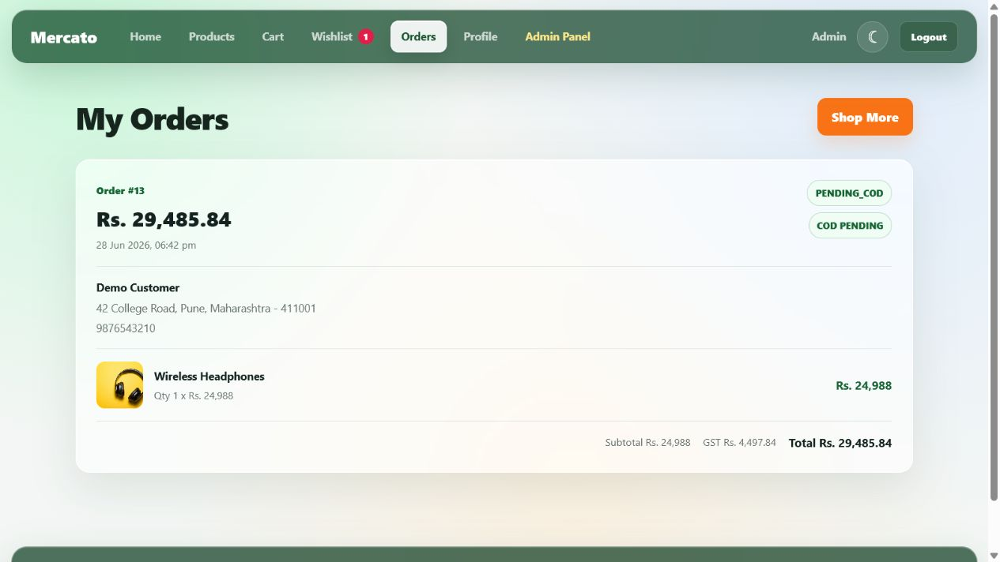 Mercato Home Products Cart Wishlist 1 Orders Profile Admin Panel Admin Logout
My Orders Shop More
Order #13 PENDING_COD
Rs. 29,485.84 COD PENDING
28 Jun 2026, 06:42 pm
Demo Customer
42 College Road, Pune, Maharashtra - 411001
9876543210
Wireless Headphones
Qty 1 x Rs. 24,988 Rs. 24,988
Subtotal Rs. 24,988 GST Rs. 4,497.84 Total Rs. 29,485.84